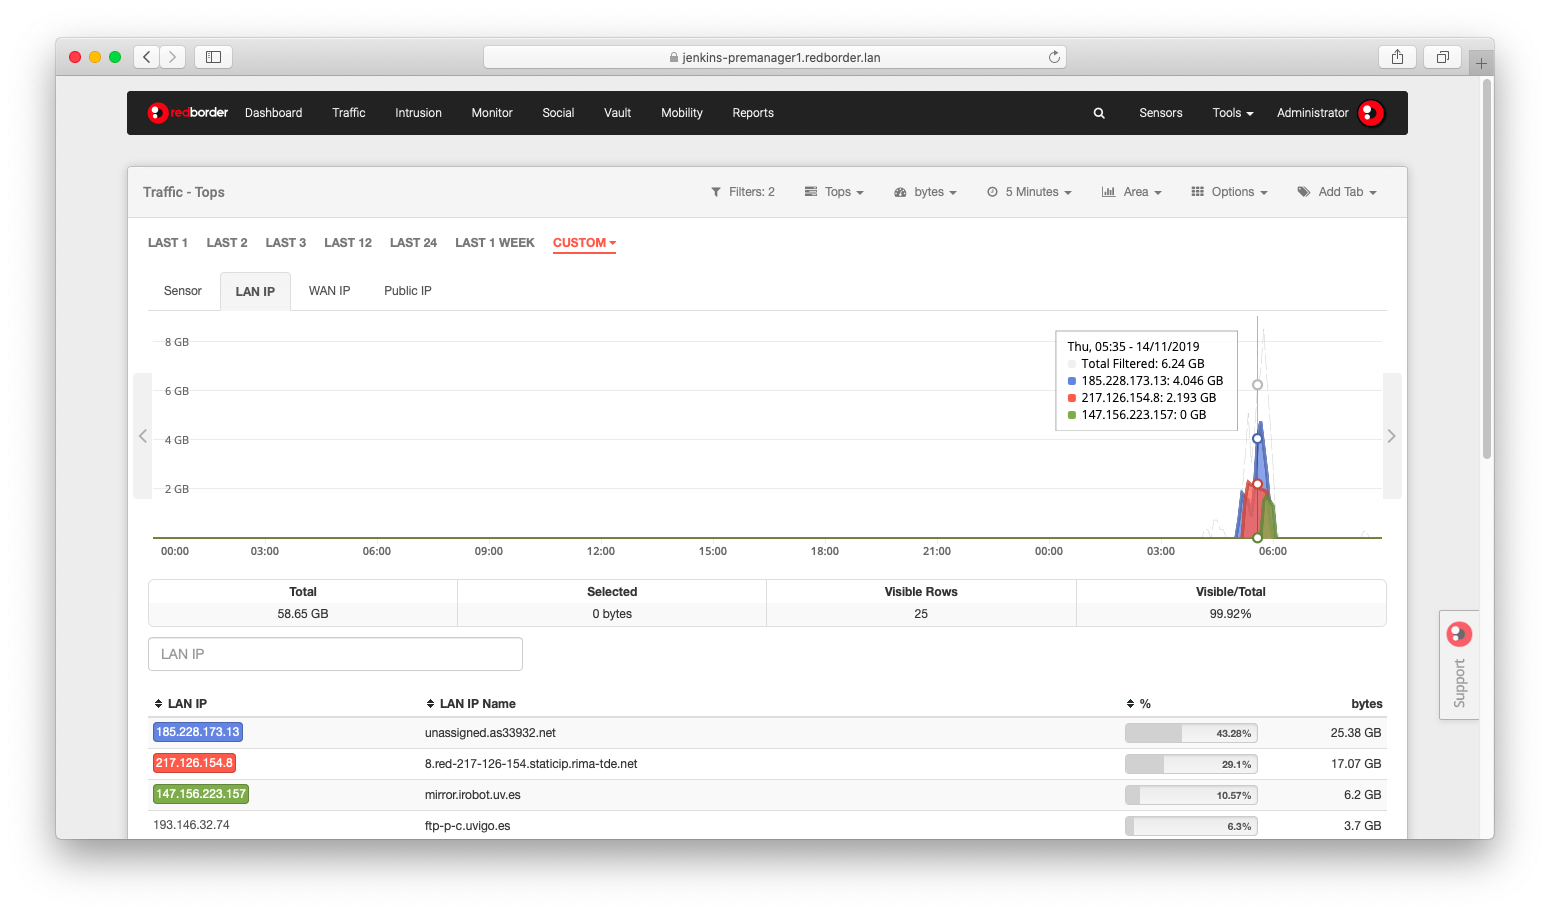 jenkins-premanager1.redborder.lan
redborder Dashboard Traffic Intrusion Monitor Social Vault Mobility Reports Sensors Tools Administrator
Traffic - Tops Filters: 2 Tops bytes 5 Minutes Area Options Add Tab
LAST 1 LAST 2 LAST 3 LAST 12 LAST 24 LAST 1 WEEK CUSTOM
Sensor LAN IP WAN IP Public IP
8 GB
6 GB
4 GB
2 GB
Thu, 05:35 - 14/11/2019
Total Filtered: 6.24 GB
185.228.173.13: 4.046 GB
217.126.154.8: 2.193 GB
147.156.223.157: 0 GB
00:00 03:00 06:00 09:00 12:00 15:00 18:00 21:00 00:00 03:00 06:00
Total Selected Visible Rows Visible/Total
58.65 GB 0 bytes 25 99.92%
LAN IP
Support
LAN IP LAN IP Name % bytes
185.228.173.13 unassigned.as33932.net 43.28% 25.38 GB
217.126.154.8 8.red-217-126-154.staticip.rima-tde.net 29.1% 17.07 GB
147.156.223.157 mirror.irobot.uv.es 10.57% 6.2 GB
193.146.32.74 ftp-p-c.uvigo.es 6.3% 3.7 GB